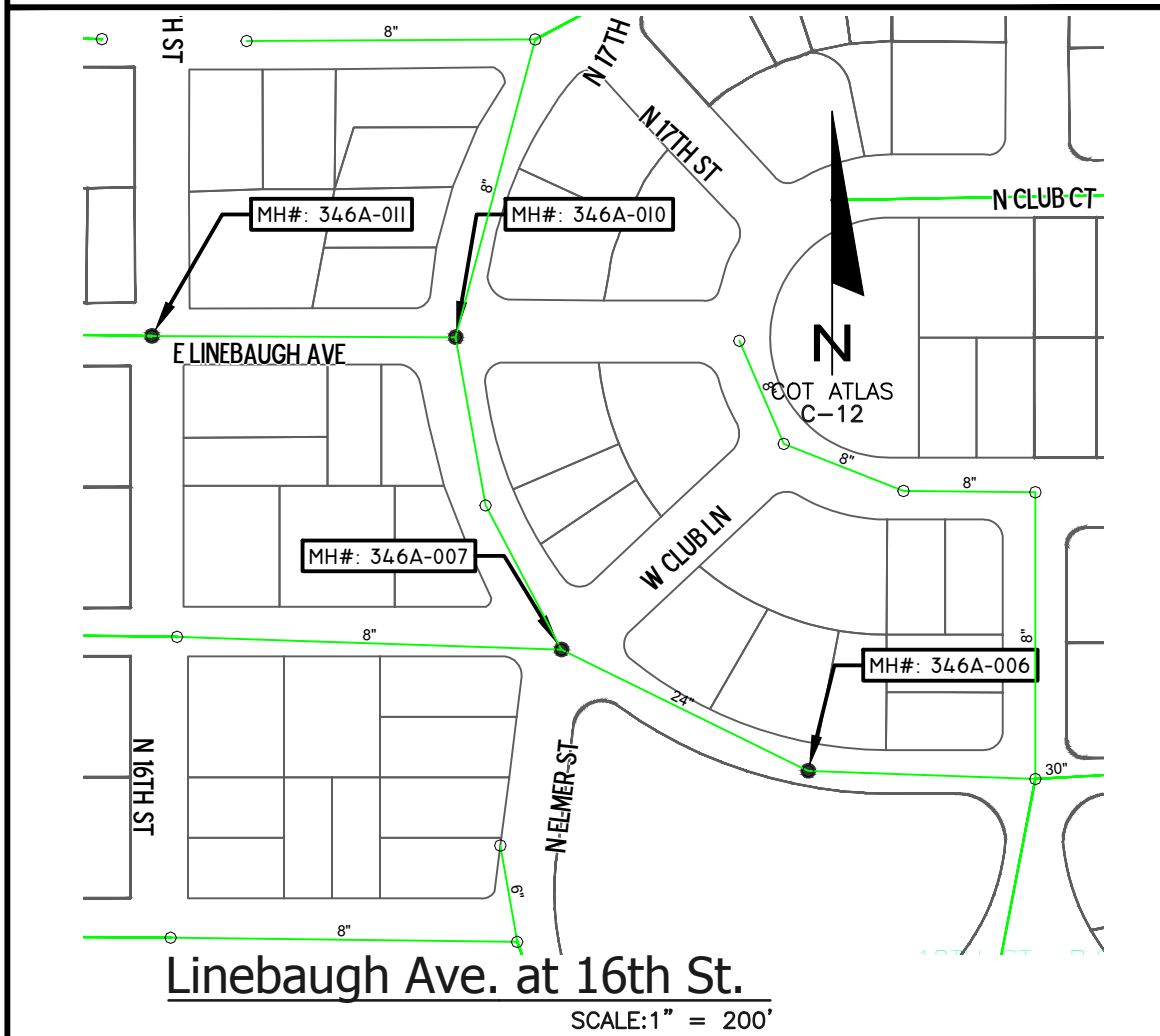 H ST
8"
N 17TH
N 17TH ST
8"
MH#: 346A-011
MH#: 346A-010
N CLUB CT
E LINEBAUGH AVE
N
8"
COT ATLAS
C-12
8"
8"
W CLUB LN
MH#: 346A-007
8"
8"
MH#: 346A-006
24"
N 16TH ST
N ELMER ST
30"
6"
8"
Linebaugh Ave. at 16th St.
SCALE:1" = 200'